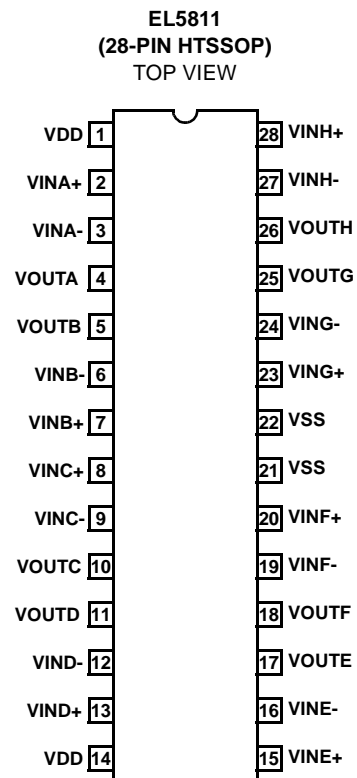 EL5811
(28-PIN HTSSOP)
TOP VIEW
VDD 1 28 VINH+
VINA+ 2 27 VINH-
VINA- 3 26 VOUTH
VOUTA 4 25 VOUTG
VOUTB 5 24 VING-
VINB- 6 23 VING+
VINB+ 7 22 VSS
VINC+ 8 21 VSS
VINC- 9 20 VINF+
VOUTC 10 19 VINF-
VOUTD 11 18 VOUTF
VIND- 12 17 VOUTE
VIND+ 13 16 VINE-
VDD 14 15 VINE+